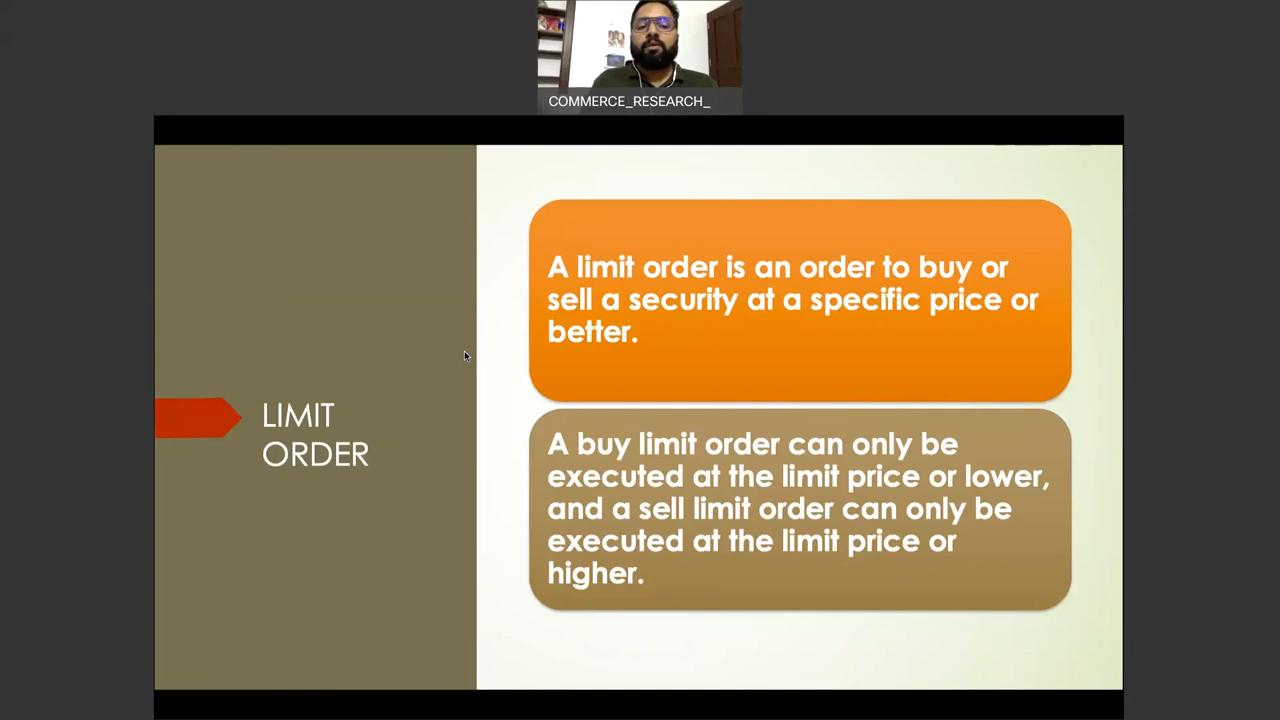 COMMERCE_RESEARCH_
LIMIT
ORDER
A limit order is an order to buy or
sell a security at a specific price or
better.
A buy limit order can only be
executed at the limit price or lower,
and a sell limit order can only be
executed at the limit price or
higher.